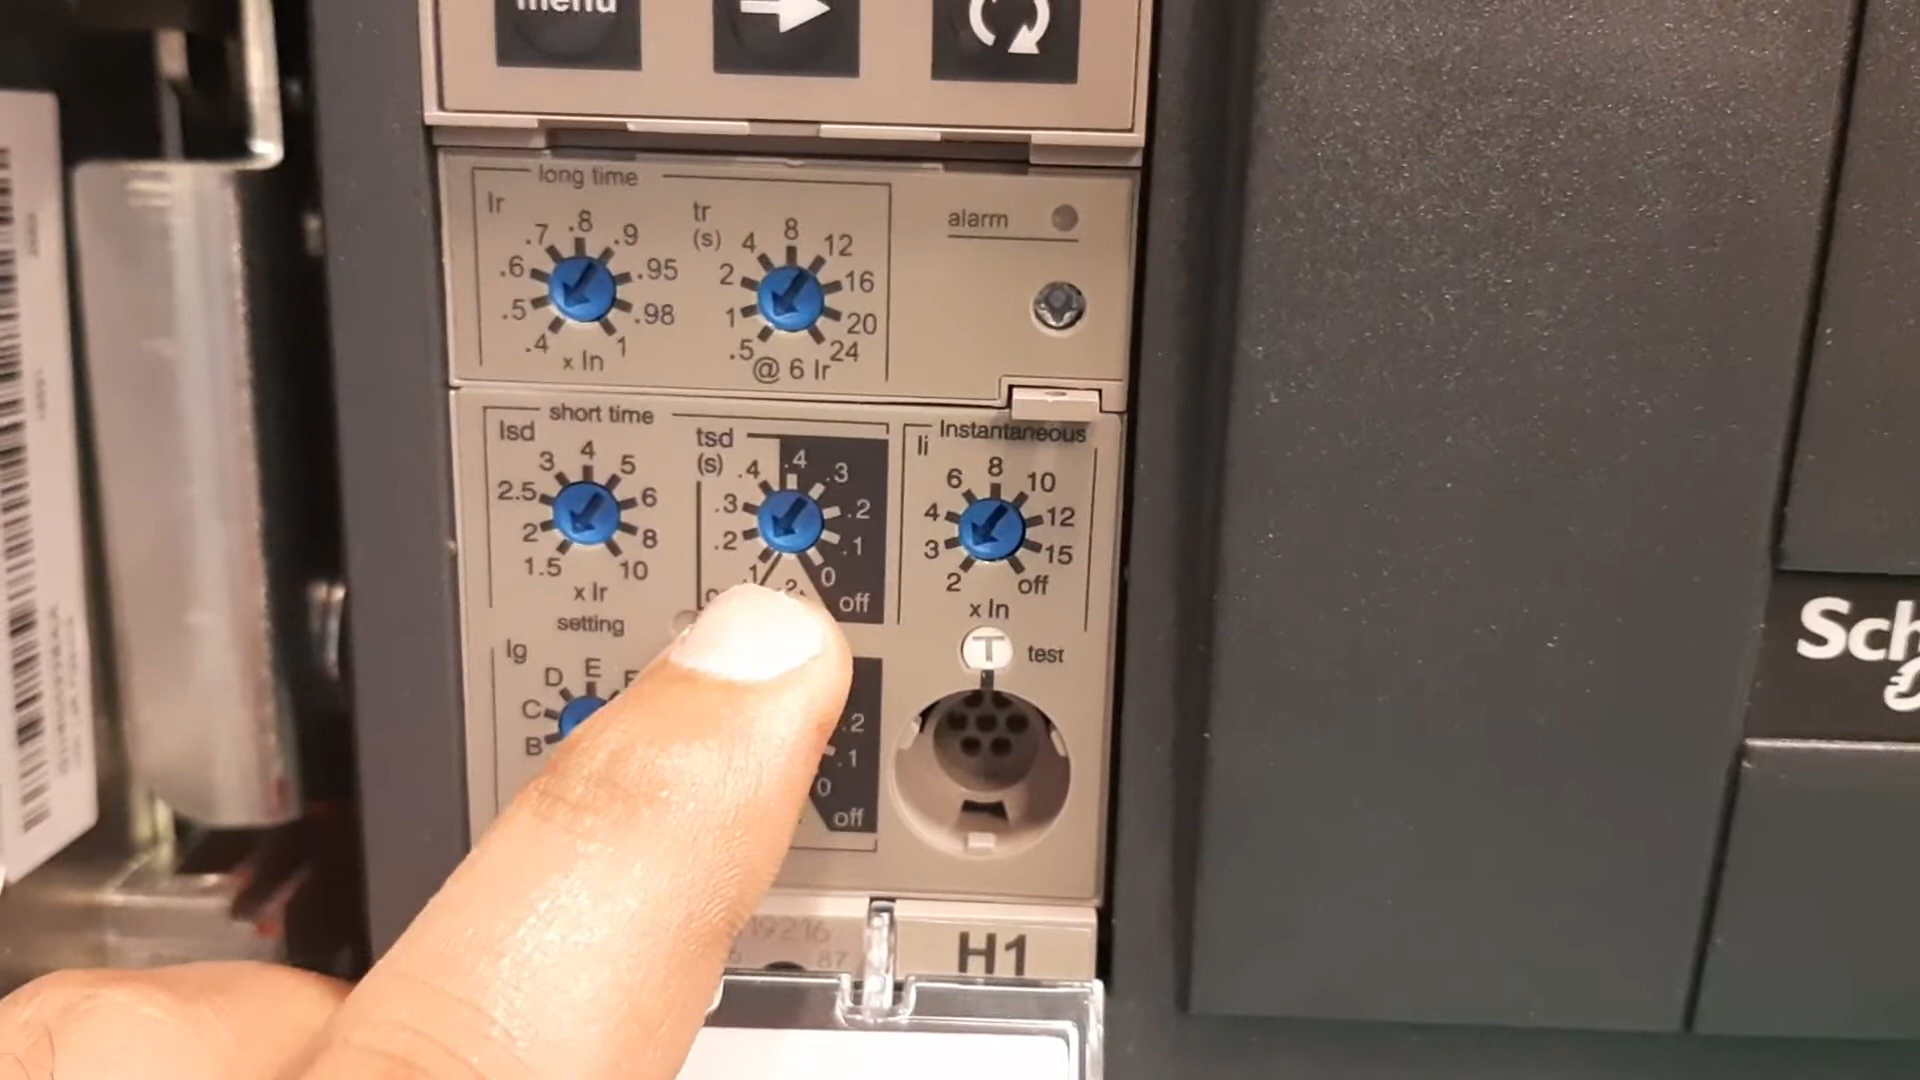 menu
long time
Ir
.4 .5 .6 .7 .8 .9 .95 .98 1
x In
tr
(s)
.5 1 2 4 8 12 16 20 24
@ 6 Ir
alarm
short time
Isd
1.5 2 2.5 3 4 5 6 8 10
x Ir
setting
tsd
(s)
.1 .2 .3 .4 .4 .3 .2 .1 0
off
Instantaneous
Ii
2 3 4 6 8 10 12 15 off
x In
T test
Ig
B C D E
.2
.1
0
off
19216
87
H1
Sch